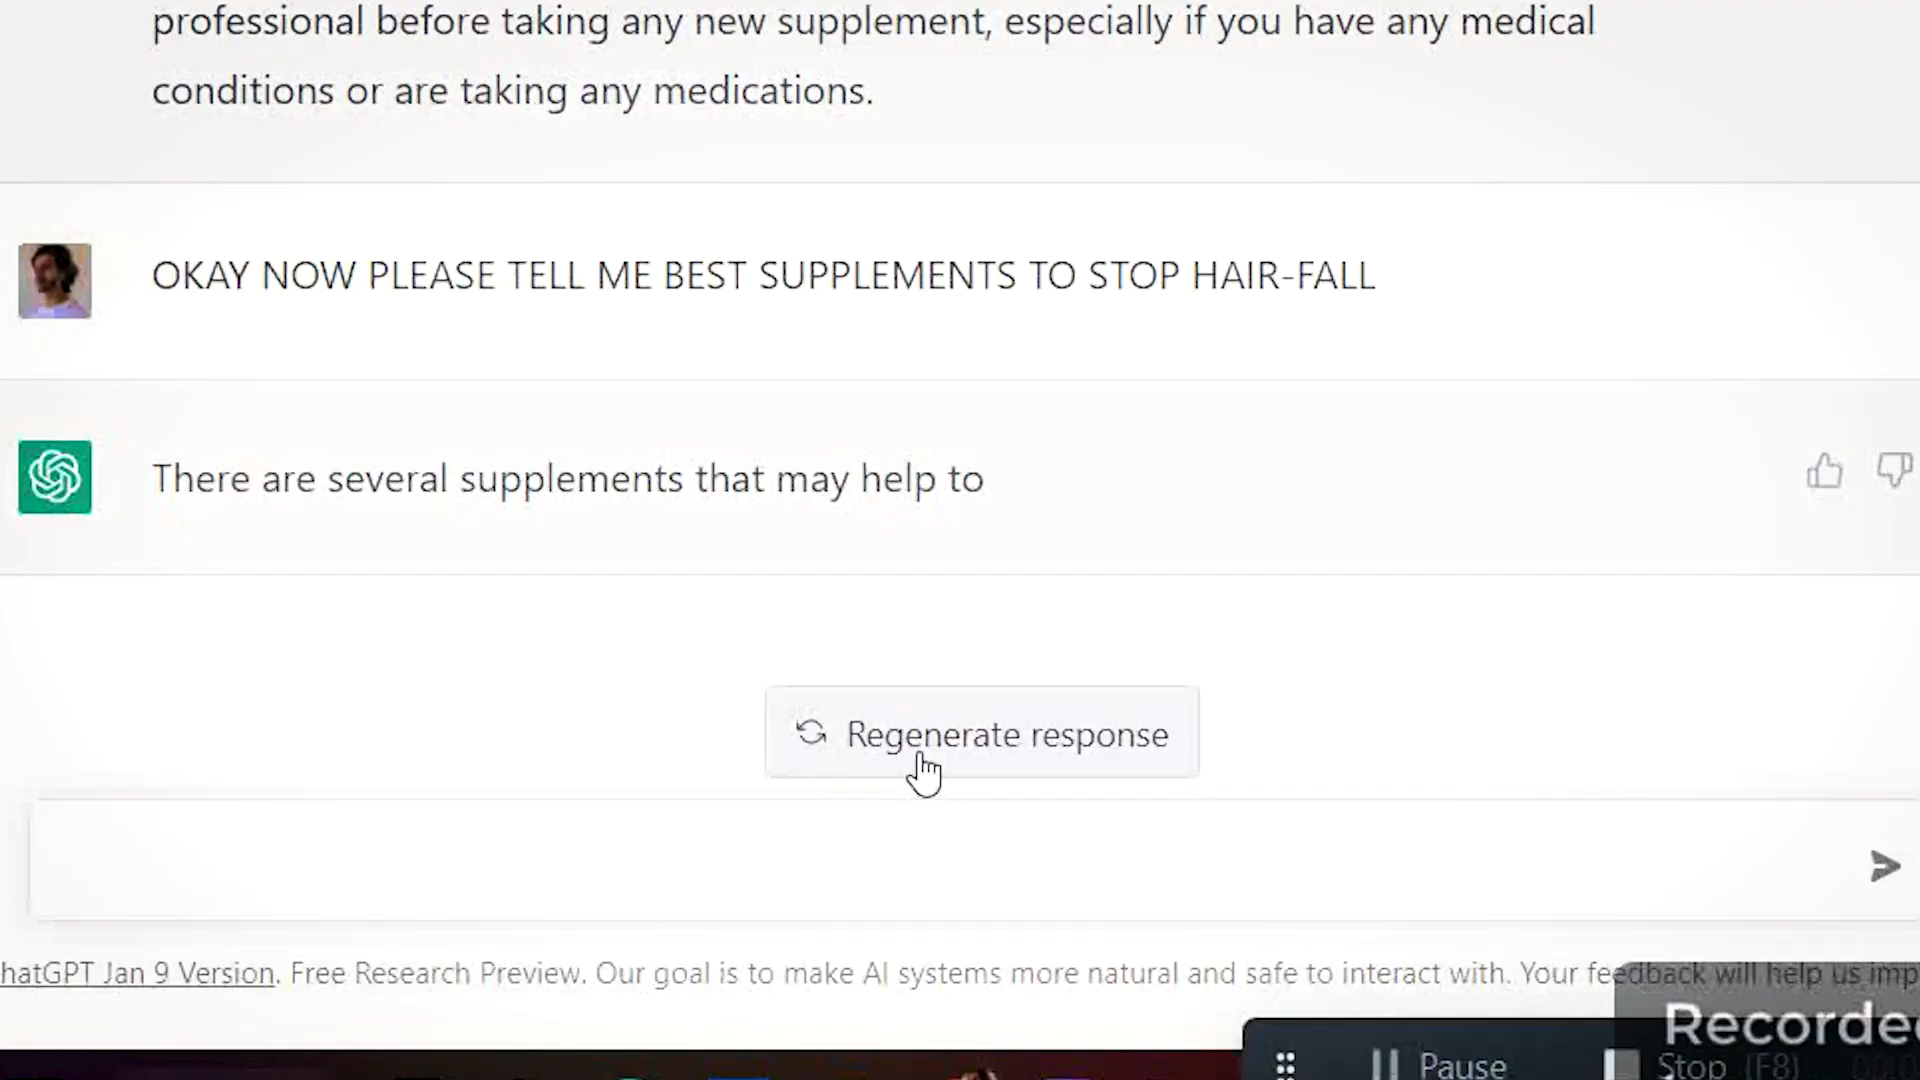 professional before taking any new supplement, especially if you have any medical
conditions or are taking any medications.
OKAY NOW PLEASE TELL ME BEST SUPPLEMENTS TO STOP HAIR-FALL
There are several supplements that may help to
Regenerate response
hatGPT Jan 9 Version. Free Research Preview. Our goal is to make AI systems more natural and safe to interact with. Your feedback will help us imp
Recorded
Pause Stop (F8)